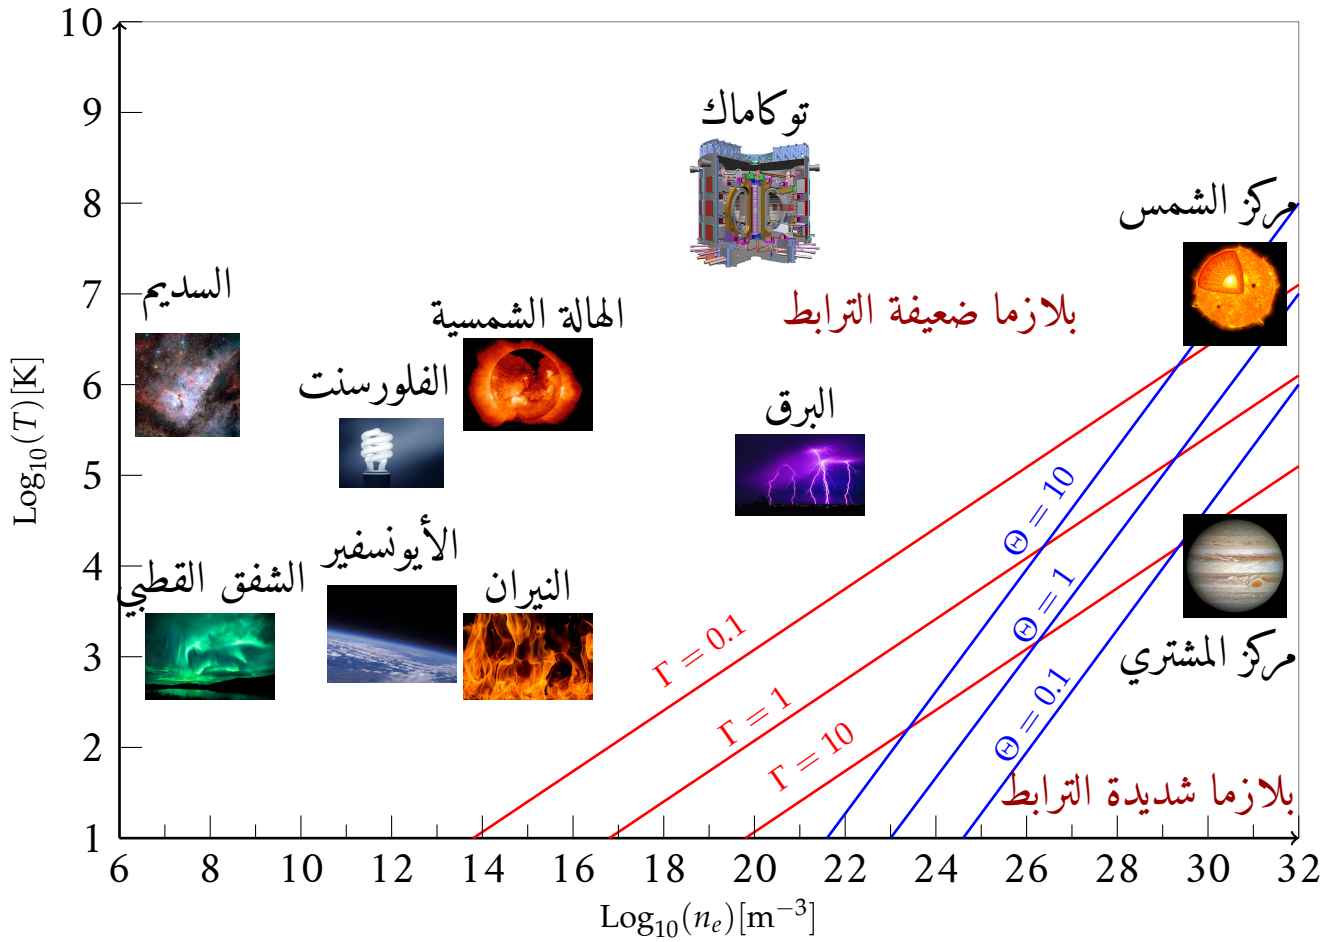 توكاماك
مركز الشمس
السديم
الهالة الشمسية
بلازما ضعيفة الترابط
الفلورسنت
البرق
الأيونسفير
الشفق القطبي
النيران
مركز المشتري
بلازما شديدة الترابط
Γ = 0.1
Γ = 1
Γ = 10
Θ = 10
Θ = 1
Θ = 0.1
10
9
8
7
6
5
4
3
2
1
Log₁₀(T)[K]
6 8 10 12 14 16 18 20 22 24 26 28 30 32
Log₁₀(nₑ)[m⁻³]